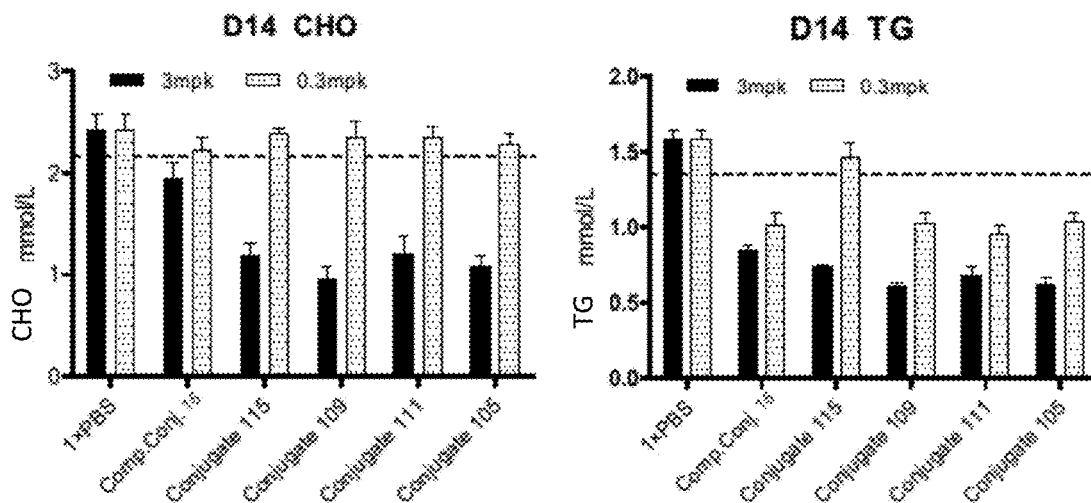 D14 CHO
3mpk 0.3mpk
3
2
1
0
CHO mmol/L
1×PBS
Comp.Conj.
Conjugate 115
Conjugate 109
Conjugate 111
Conjugate 105
D14 TG
3mpk 0.3mpk
2.0
1.5
1.0
0.5
0.0
TG mmol/L
1×PBS
Comp.Conj.
Conjugate 115
Conjugate 109
Conjugate 111
Conjugate 105